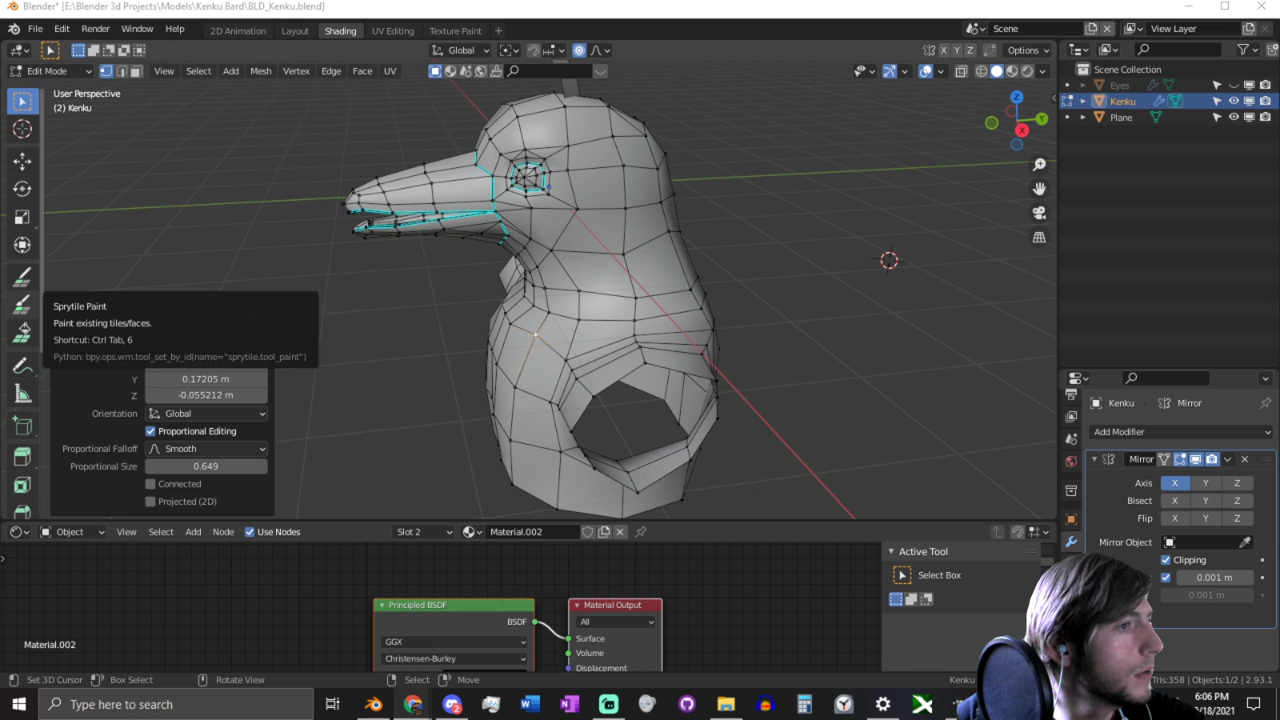 Blender* [E:\Blender 3d Projects\Models\Kenku Bard\BLD_Kenku.blend]
File Edit Render Window Help
2D Animation Layout Shading UV Editing Texture Paint +
Scene
View Layer
Global
X Y Z
Options
Edit Mode
View Select Add Mesh Vertex Edge Face UV
User Perspective
(2) Kenku
Z
Y
X
Scene Collection
Eyes
Kenku
Plane
Sprytile Paint
Paint existing tiles/faces.
Shortcut: Ctrl Tab, 6
Python: bpy.ops.wm.tool_set_by_id(name="sprytile.tool_paint")
Y 0.17205 m
Z -0.055212 m
Orientation Global
Proportional Editing
Proportional Falloff Smooth
Proportional Size 0.649
Connected
Projected (2D)
Kenku Mirror
Add Modifier
Mirror
Axis X Y Z
Bisect X Y Z
Flip X Y Z
Mirror Object
Clipping
0.001 m
0.001 m
Object
View Select Add Node Use Nodes
Slot 2
Material.002
Active Tool
Select Box
Principled BSDF
BSDF
GGX
Christensen-Burley
Material Output
All
Surface
Volume
Displacement
Material.002
Set 3D Cursor Box Select Rotate View Select Move
Kenku
Tris:358 | Objects:1/2 | 2.93.1
Type here to search
6:06 PM
/18/2021